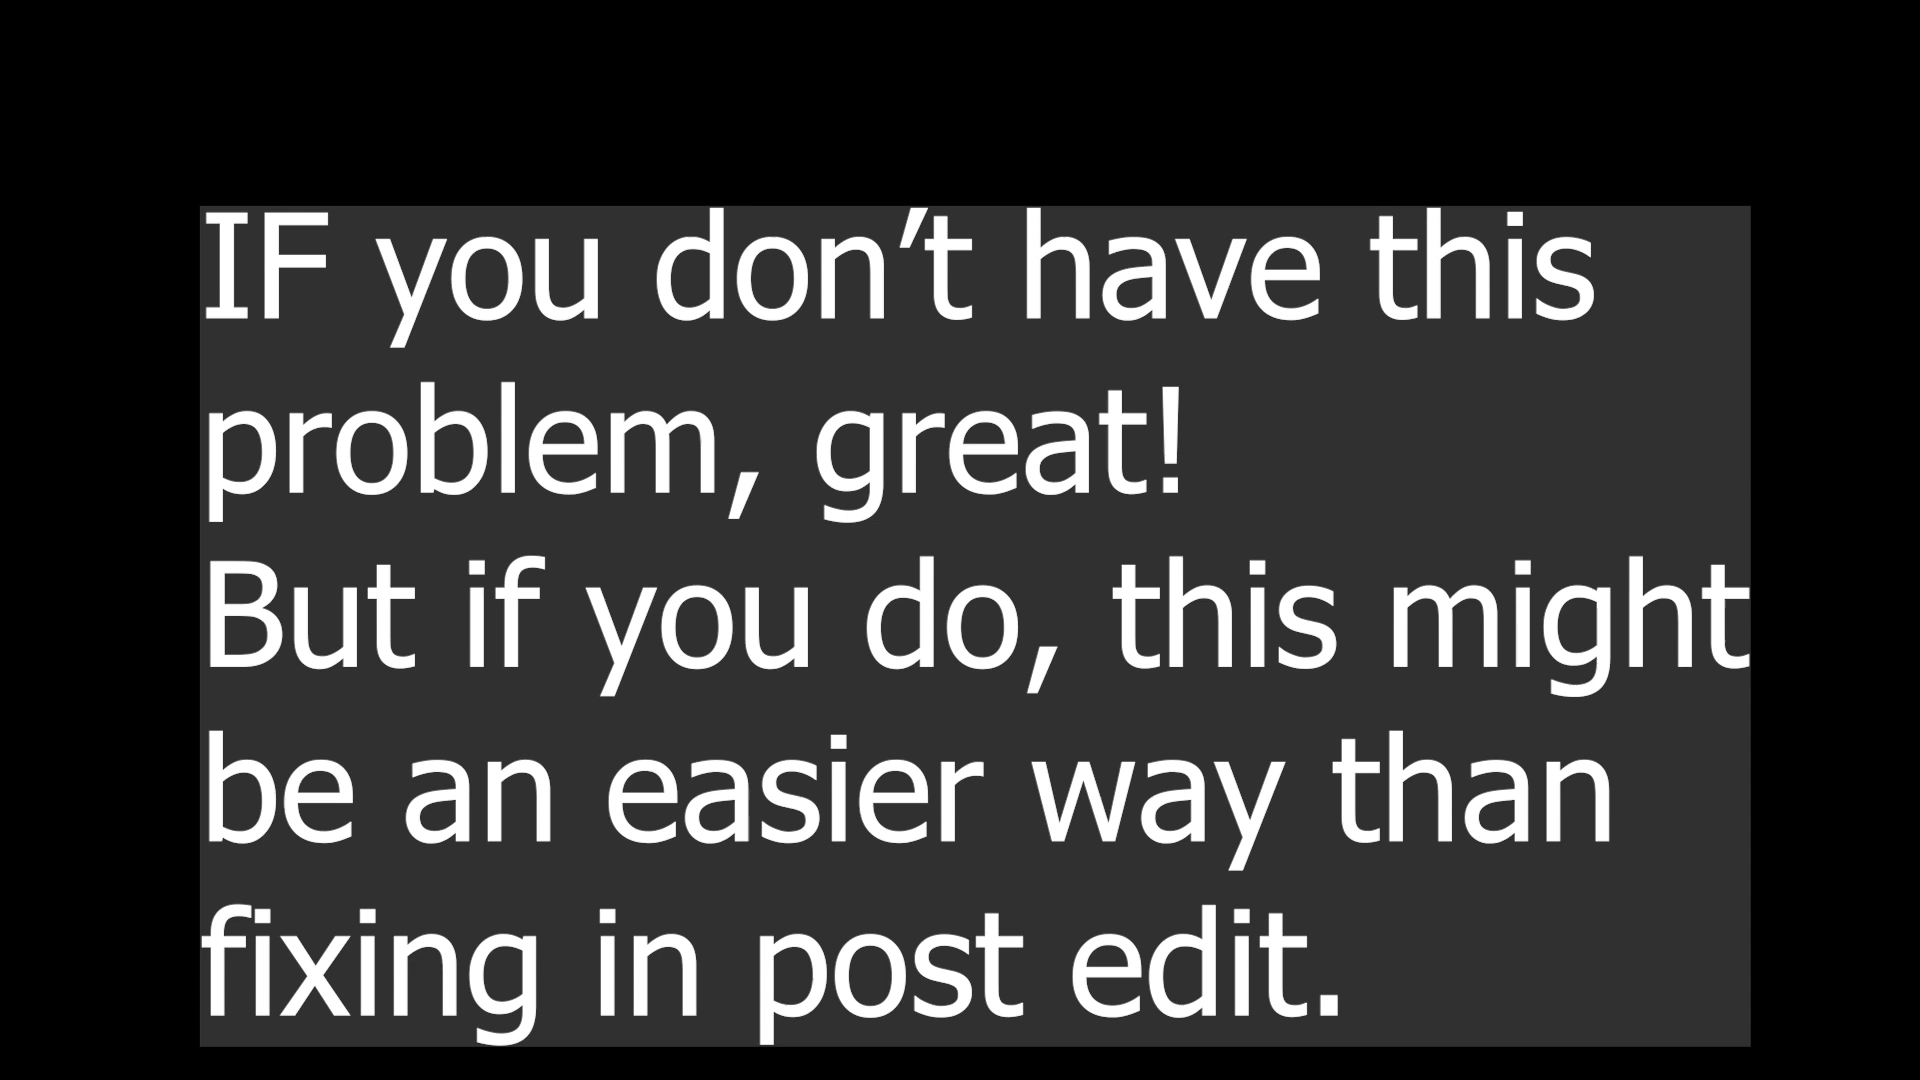 IF you don’t have this
problem, great!
But if you do, this might
be an easier way than
fixing in post edit.